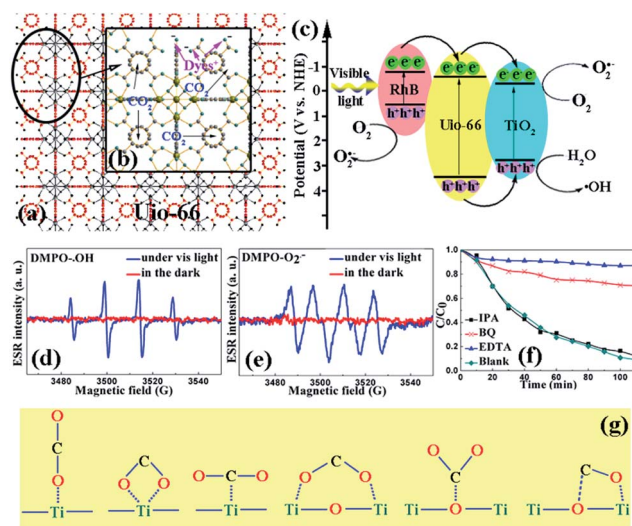 (a)
(b)
Dyes⁺
CO₂
CO₂
CO₂
CO₂
Uio-66
(c)
Potential (V vs. NHE)
-1
0
1
2
3
4
Visible
light
RhB
e⁻e⁻e⁻
h⁺h⁺h⁺
O₂
O₂•⁻
Uio-66
e⁻e⁻e⁻
h⁺h⁺h⁺
TiO₂
e⁻e⁻e⁻
h⁺h⁺h⁺
O₂•⁻
O₂
H₂O
•OH
(d)
DMPO-.OH
under vis light
in the dark
ESR intensity (a. u.)
3480 3510 3540
Magnetic field (G)
(e)
DMPO-O₂·⁻
under vis light
in the dark
ESR intensity (a. u.)
3480 3510 3540
Magnetic field (G)
(f)
C/C₀
1.0
0.8
0.6
0.4
0.2
0.0
IPA
BQ
EDTA
Blank
0 20 40 60 80 100
Time (min)
(g)
O
C
O
Ti
C
O O
Ti
O C O
Ti
C
O O
Ti O Ti
O O
C
Ti O Ti
C O
Ti O Ti